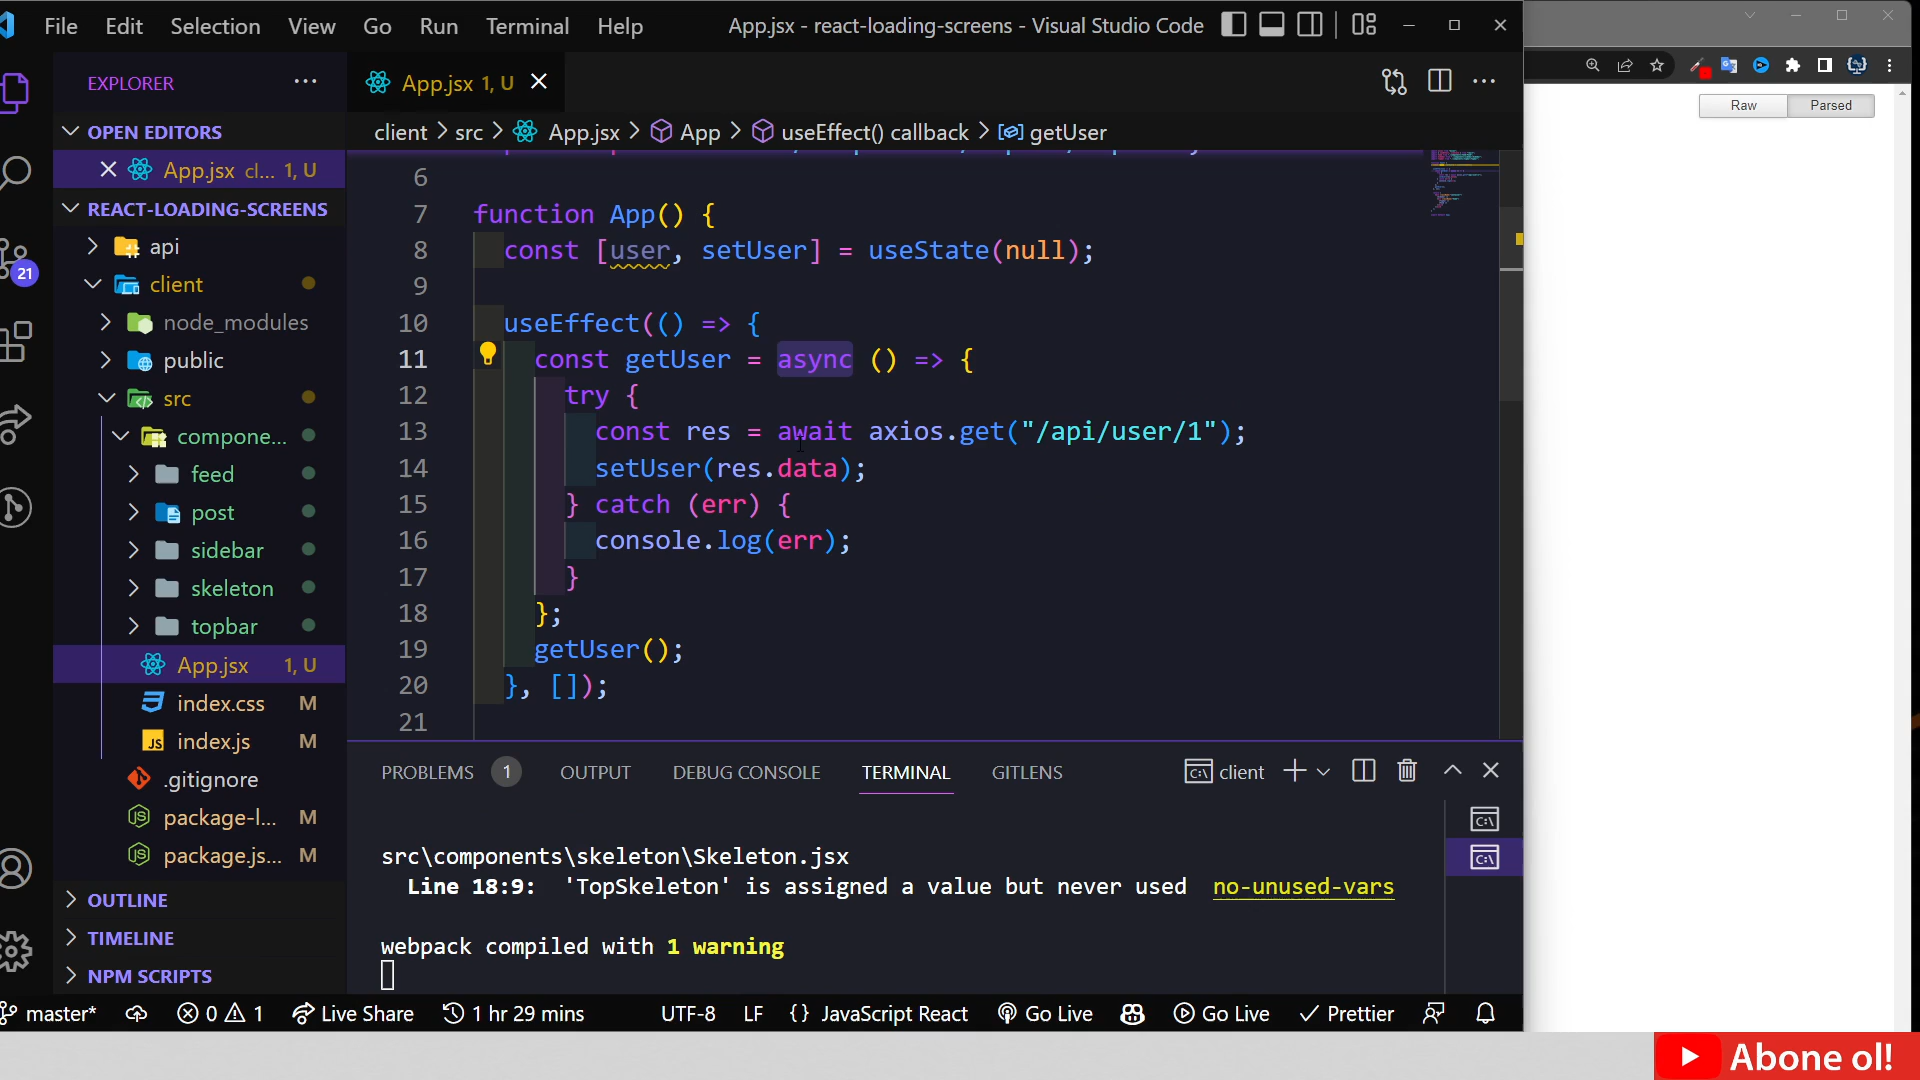 File Edit Selection View Go Run Terminal Help App.jsx - react-loading-screens - Visual Studio Code
EXPLORER
OPEN EDITORS
App.jsx cl... 1, U
REACT-LOADING-SCREENS
api
client
node_modules
public
src
compone...
feed
post
sidebar
skeleton
topbar
App.jsx 1, U
index.css M
index.js M
.gitignore
package-l... M
package.js... M
OUTLINE
TIMELINE
NPM SCRIPTS
21
App.jsx 1, U
client > src > App.jsx > App > useEffect() callback > getUser
6
7 function App() {
8 const [user, setUser] = useState(null);
9
10 useEffect(() => {
11 const getUser = async () => {
12 try {
13 const res = await axios.get("/api/user/1");
14 setUser(res.data);
15 } catch (err) {
16 console.log(err);
17 }
18 };
19 getUser();
20 }, []);
21
PROBLEMS 1 OUTPUT DEBUG CONSOLE TERMINAL GITLENS client
src\components\skeleton\Skeleton.jsx
Line 18:9: 'TopSkeleton' is assigned a value but never used no-unused-vars
webpack compiled with 1 warning
master* 0 1 Live Share 1 hr 29 mins UTF-8 LF {} JavaScript React Go Live Go Live Prettier
Raw Parsed
Abone ol!